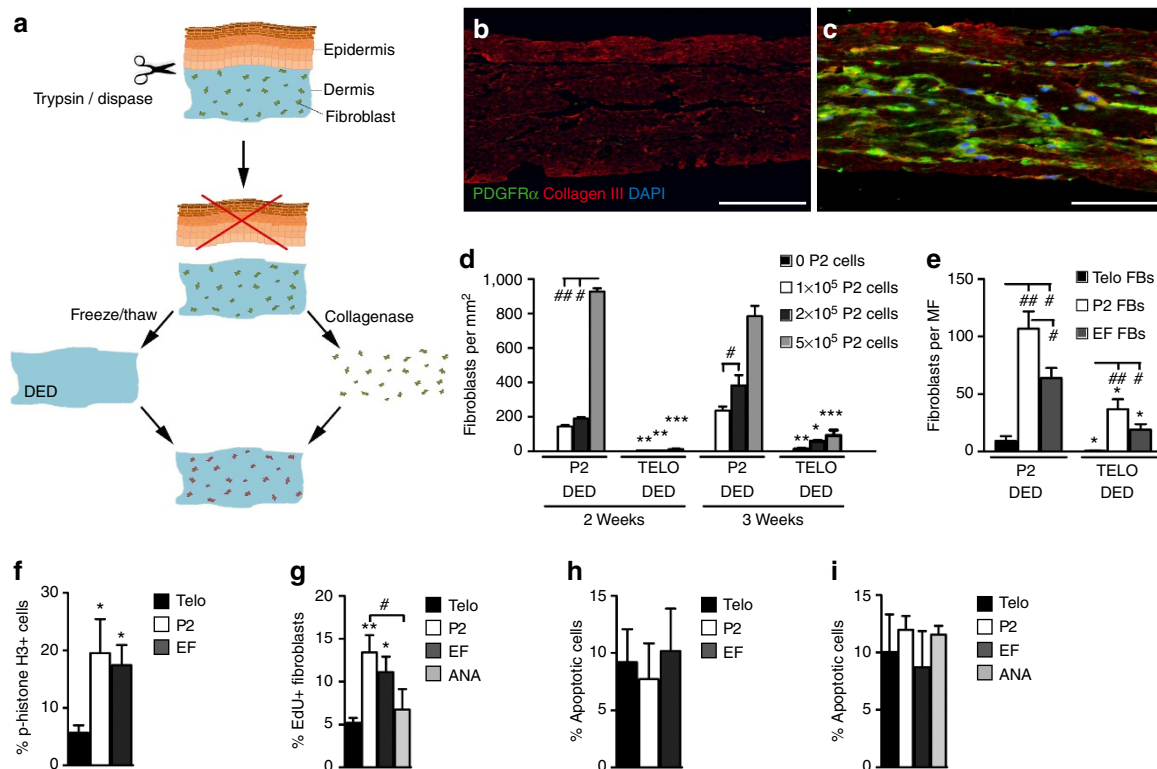 a
Epidermis
Trypsin / dispase
Dermis
Fibroblast
Freeze/thaw
Collagenase
DED
b
PDGFRα Collagen III DAPI
c
d
Fibroblasts per mm²
1,000
800
600
400
200
0
## #
** ** ***
#
** * ***
P2 DED
TELO DED
P2 DED
TELO DED
2 Weeks
3 Weeks
0 P2 cells
1×10⁵ P2 cells
2×10⁵ P2 cells
5×10⁵ P2 cells
e
Fibroblasts per MF
150
100
50
0
## #
#
## #
* * *
P2 DED
TELO DED
Telo FBs
P2 FBs
EF FBs
f
% p-histone H3+ cells
30
20
10
0
* *
Telo
P2
EF
g
% EdU+ fibroblasts
20
15
10
5
0
#
** *
Telo
P2
EF
ANA
h
% Apoptotic cells
15
10
5
0
Telo
P2
EF
i
% Apoptotic cells
15
10
5
0
Telo
P2
EF
ANA